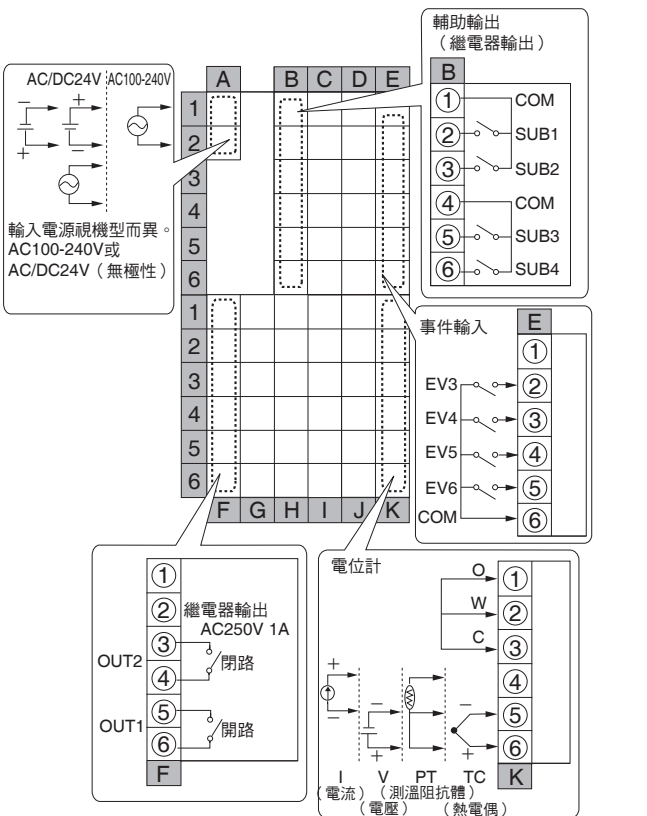 輔助輸出
（繼電器輸出）
B
① COM
② SUB1
③ SUB2
④ COM
⑤ SUB3
⑥ SUB4
AC/DC24V AC100-240V
− +
+ −
輸入電源視機型而異。
AC100-240V或
AC/DC24V（無極性）
A B C D E
1
2
3
4
5
6
1
2
3
4
5
6
F G H I J K
事件輸入
E
①
EV3 ②
EV4 ③
EV5 ④
EV6 ⑤
COM ⑥
①
②
繼電器輸出
AC250V 1A
OUT2 ③ ④ 閉路
OUT1 ⑤ ⑥ 開路
F
電位計
O ①
W ②
C ③
④
⑤
⑥
+ − − + − +
I V PT TC K
（電流） （測溫阻抗體）
（電壓） （熱電偶）